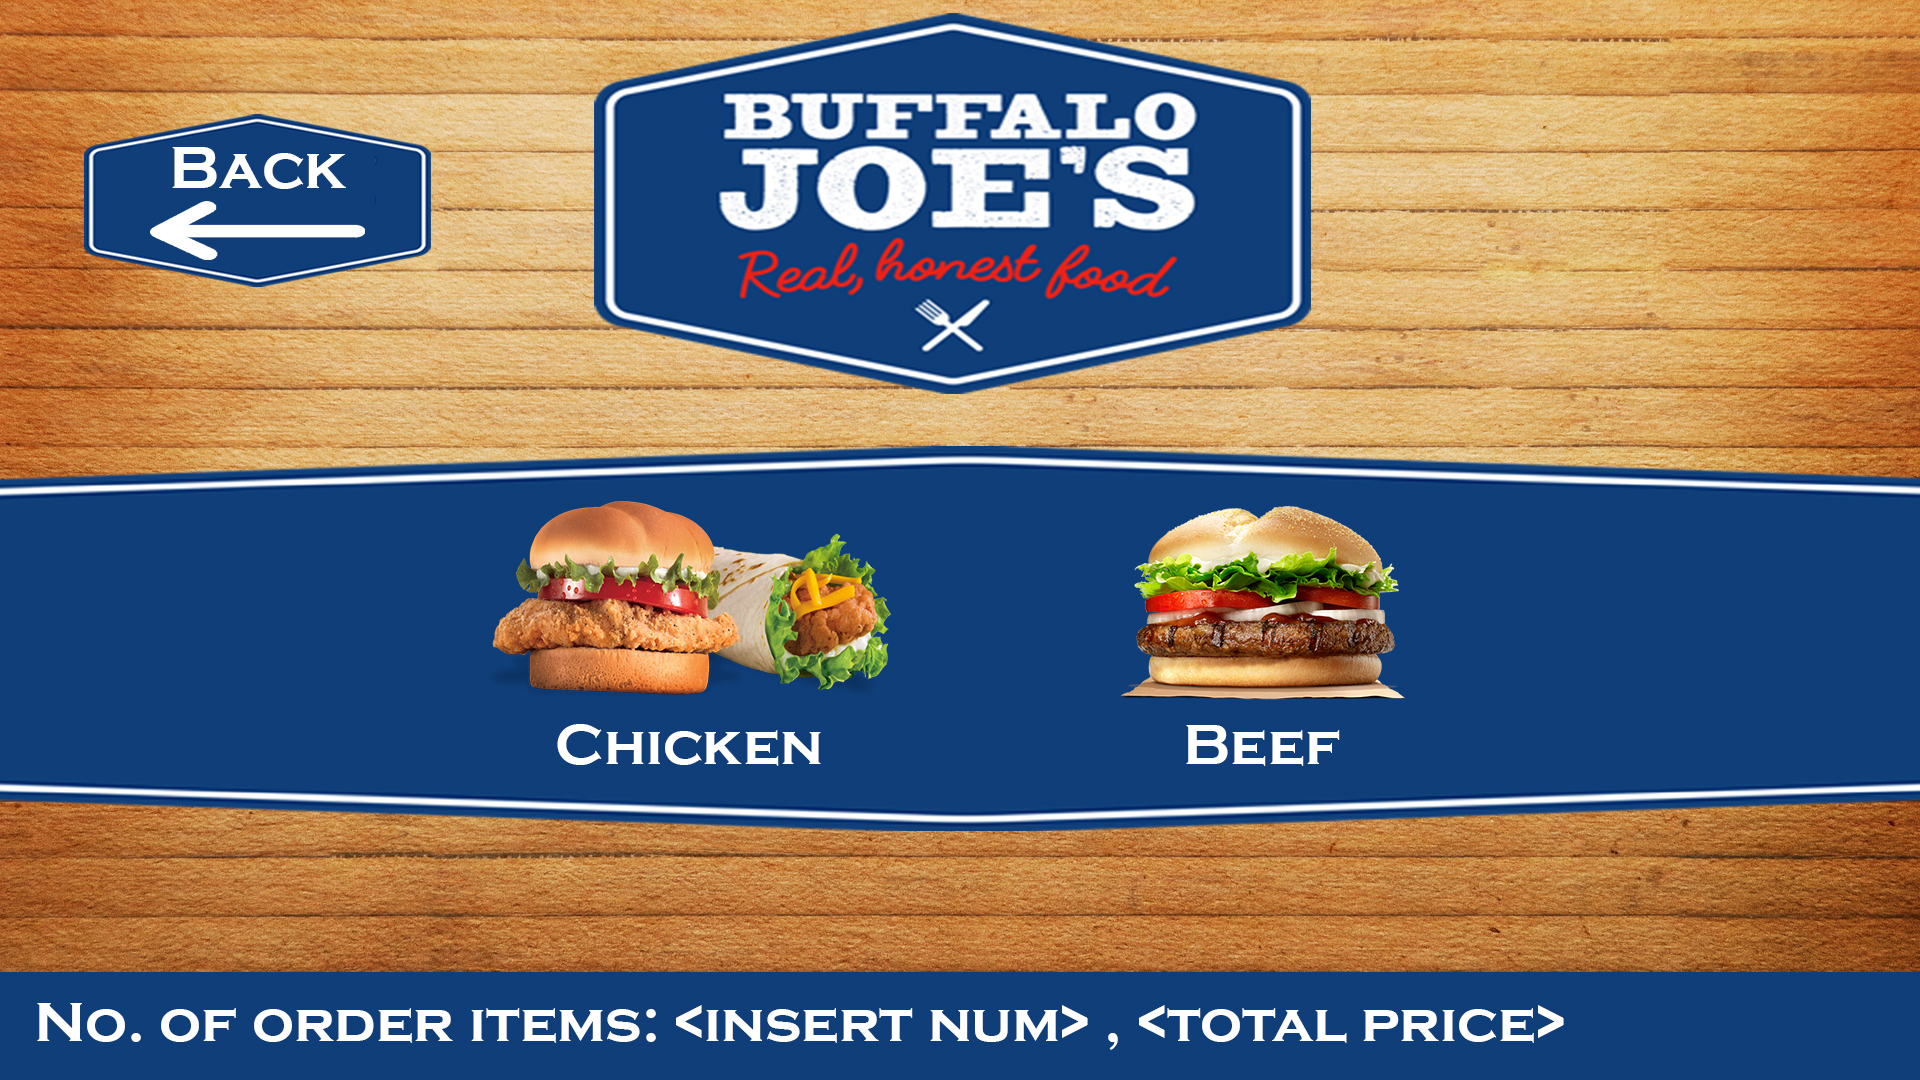 BUFFALO
JOE'S
Real, honest food
BACK
CHICKEN
BEEF
NO. OF ORDER ITEMS: <INSERT NUM> , <TOTAL PRICE>